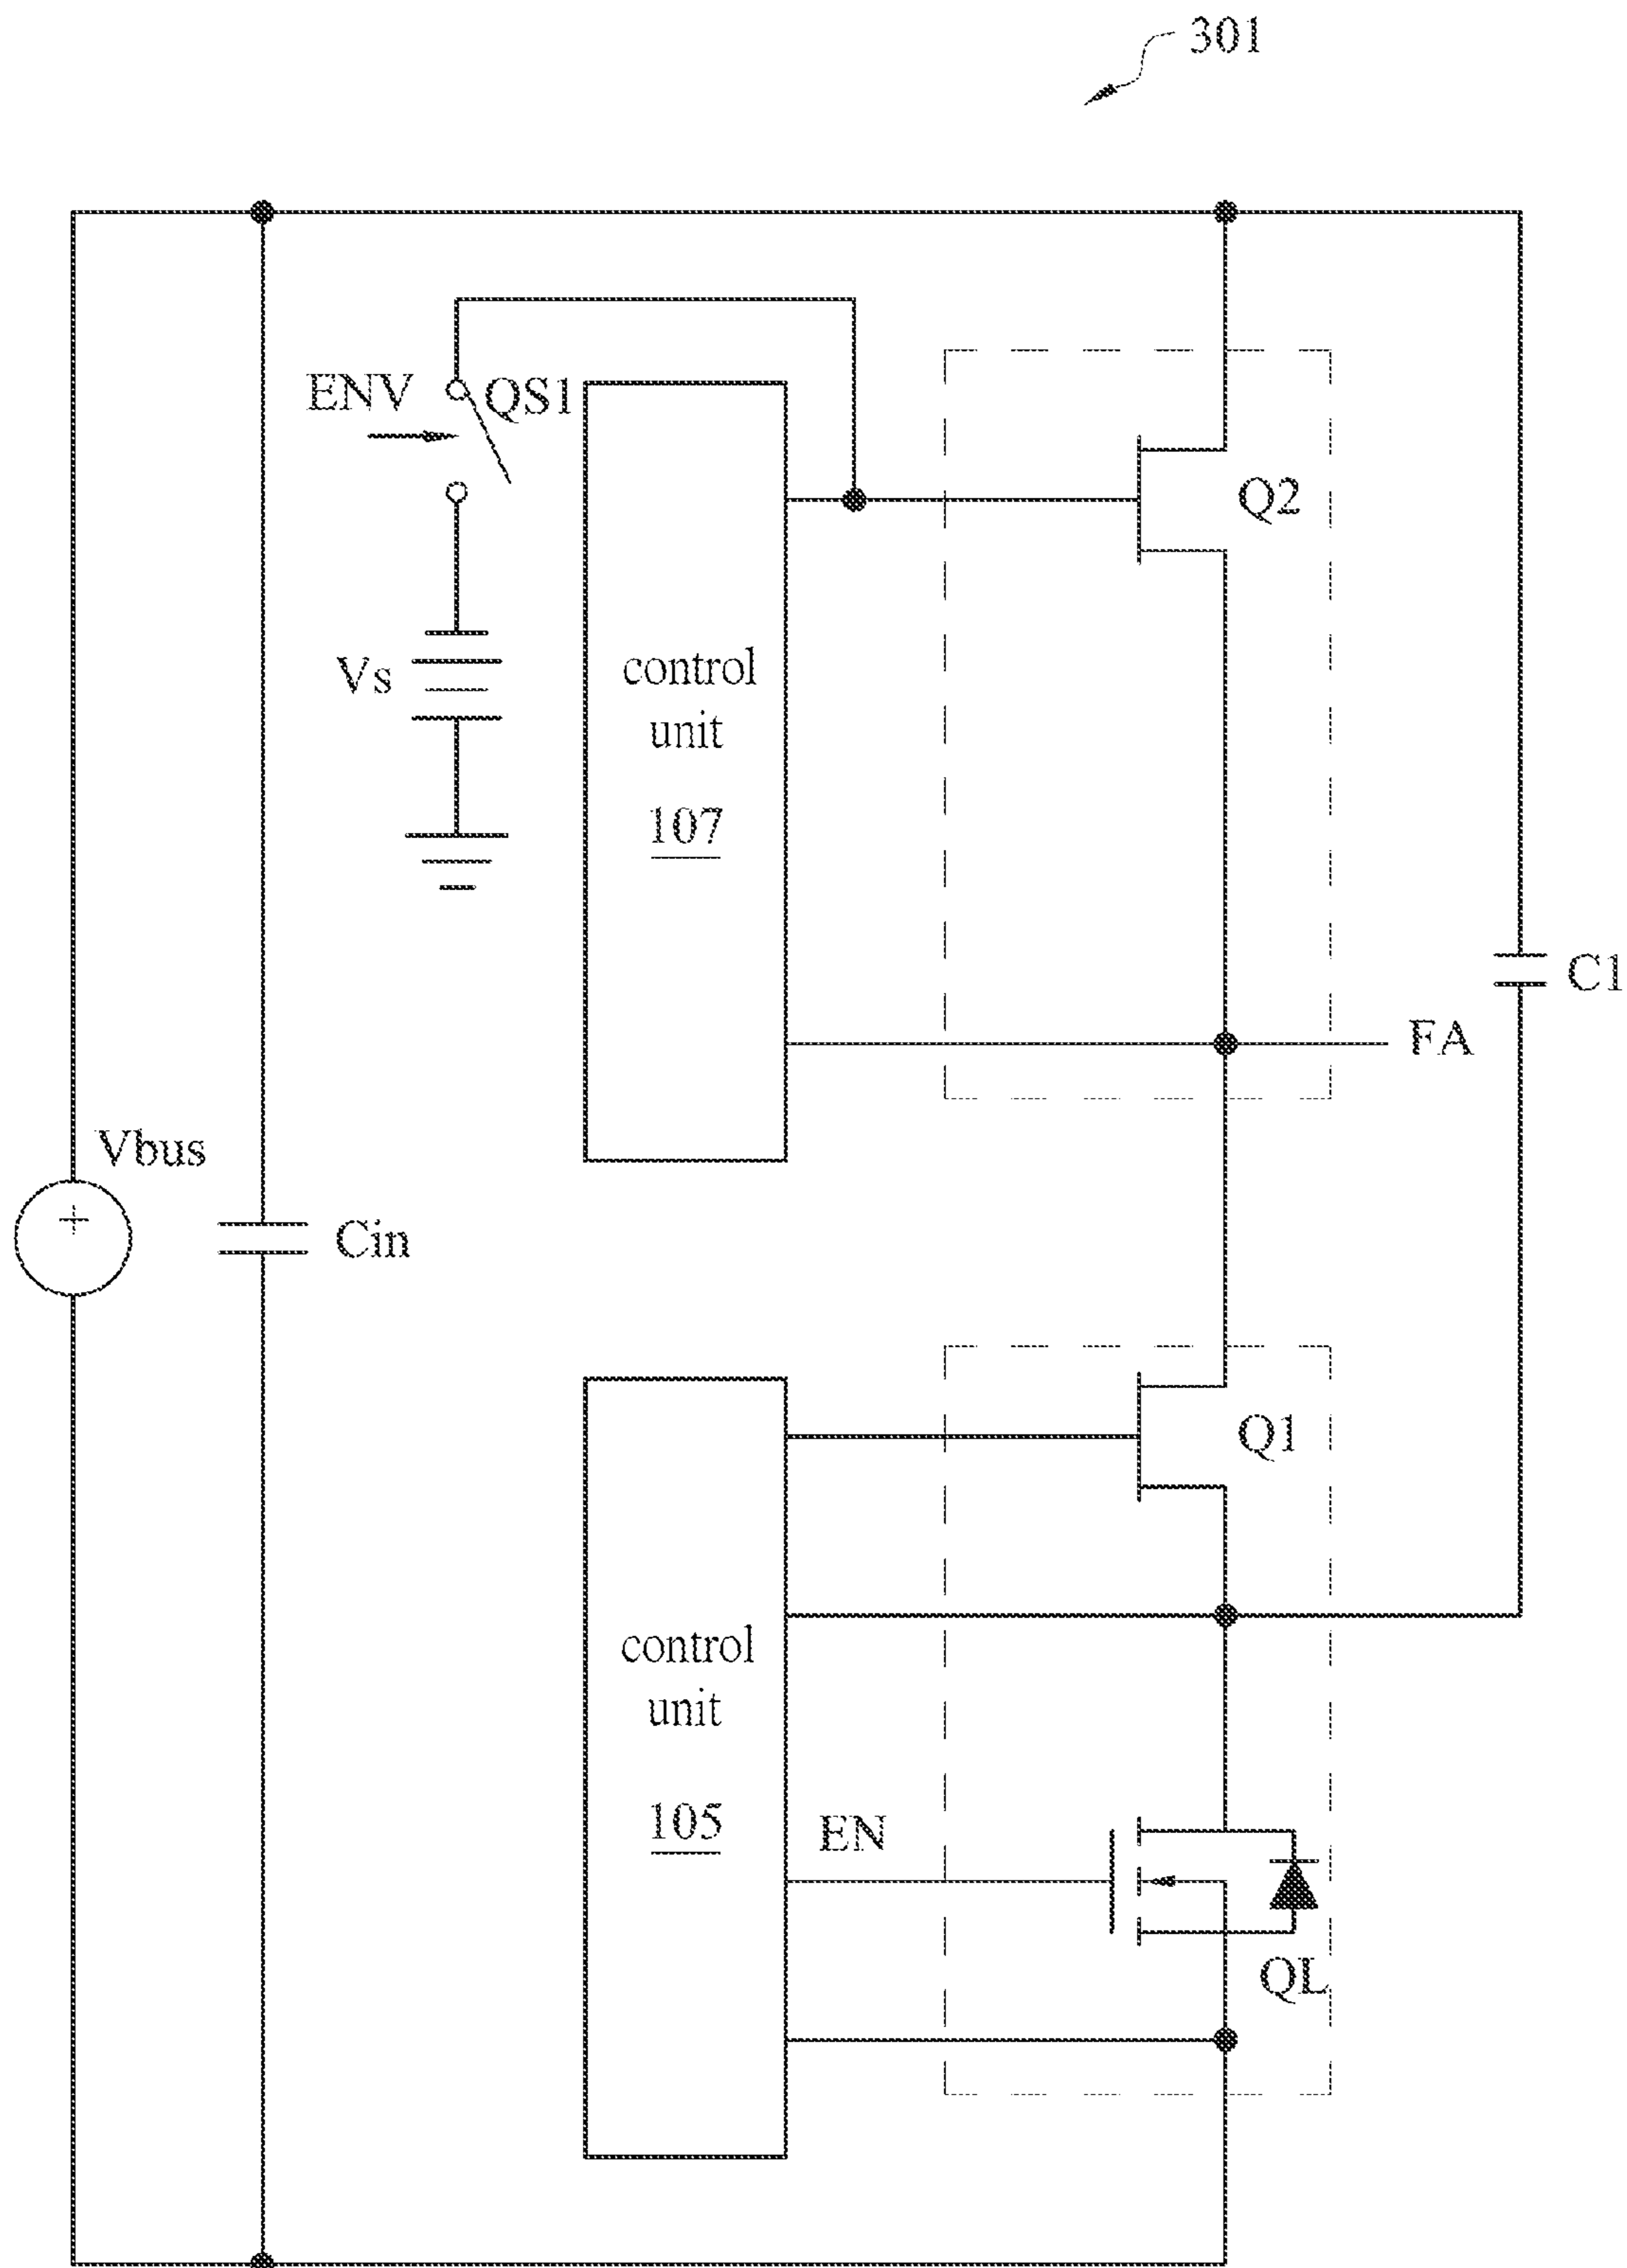 301
ENV
QS1
Q2
Vs
control
unit
107
C1
FA
Vbus
+
Cin
Q1
control
unit
105
EN
QL